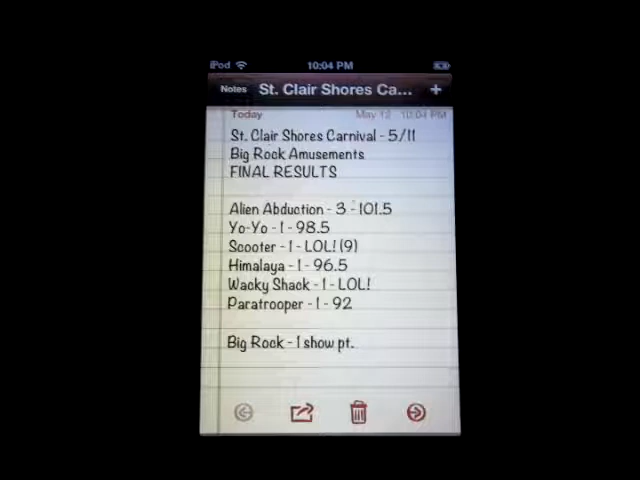 iPod 10:04 PM
Notes St. Clair Shores Ca... +
Today May 12 10:04 PM
St. Clair Shores Carnival - 5/11
Big Rock Amusements
FINAL RESULTS
Alien Abduction - 3 - 101.5
Yo-Yo - 1 - 98.5
Scooter - 1 - LOL! (9)
Himalaya - 1 - 96.5
Wacky Shack - 1 - LOL!
Paratrooper - 1 - 92
Big Rock - 1 show pt.